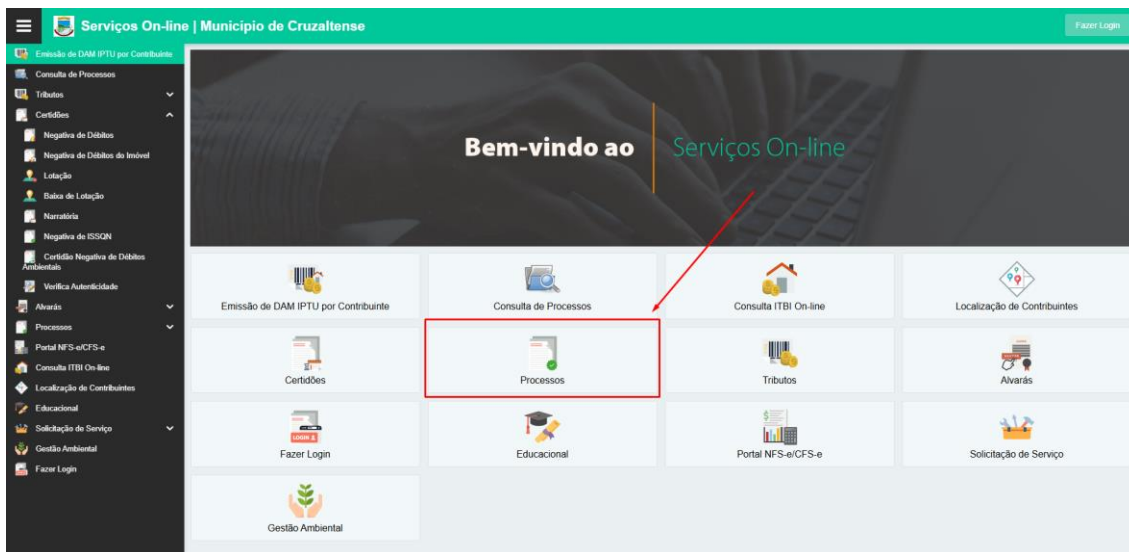 Serviços On-line | Município de Cruzaltense
Fazer Login
Emissão de DAM IPTU por Contribuinte
Consulta de Processos
Tributos
Certidões
Negativa de Débitos
Negativa de Débitos do Imóvel
Lotação
Baixa de Lotação
Narratória
Negativa de ISSQN
Certidão Negativa de Débitos
Ambientais
Verifica Autenticidade
Alvarás
Processos
Portal NFS-e/CFS-e
Consulta ITBI On-line
Localização de Contribuintes
Educacional
Solicitação de Serviço
Gestão Ambiental
Fazer Login
Bem-vindo ao
Serviços On-line
Emissão de DAM IPTU por Contribuinte
Consulta de Processos
Consulta ITBI On-line
Localização de Contribuintes
Certidões
Processos
Tributos
Alvarás
LOGIN
Fazer Login
Educacional
Portal NFS-e/CFS-e
Solicitação de Serviço
Gestão Ambiental